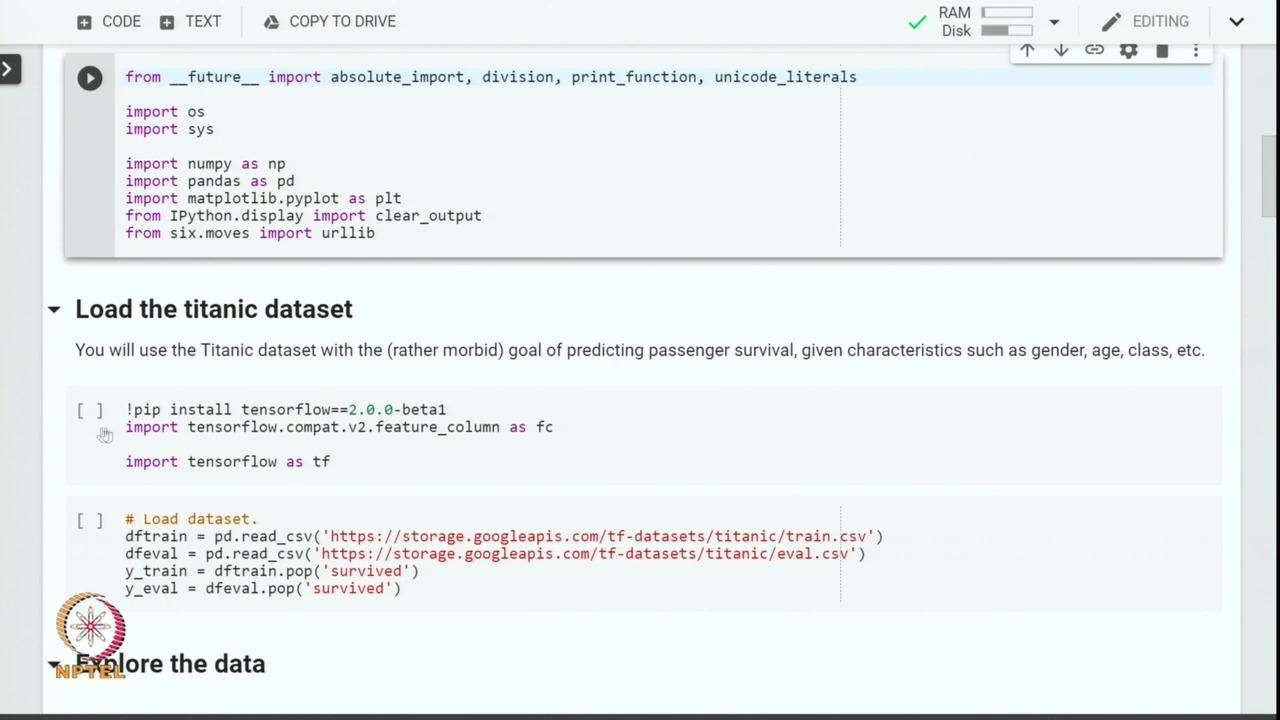 CODE TEXT COPY TO DRIVE RAM Disk EDITING
from __future__ import absolute_import, division, print_function, unicode_literals
import os
import sys
import numpy as np
import pandas as pd
import matplotlib.pyplot as plt
from IPython.display import clear_output
from six.moves import urllib
Load the titanic dataset
You will use the Titanic dataset with the (rather morbid) goal of predicting passenger survival, given characteristics such as gender, age, class, etc.
[ ] !pip install tensorflow==2.0.0-beta1
import tensorflow.compat.v2.feature_column as fc
import tensorflow as tf
[ ] # Load dataset.
dftrain = pd.read_csv('https://storage.googleapis.com/tf-datasets/titanic/train.csv')
dfeval = pd.read_csv('https://storage.googleapis.com/tf-datasets/titanic/eval.csv')
y_train = dftrain.pop('survived')
y_eval = dfeval.pop('survived')
Explore the data
NPTEL